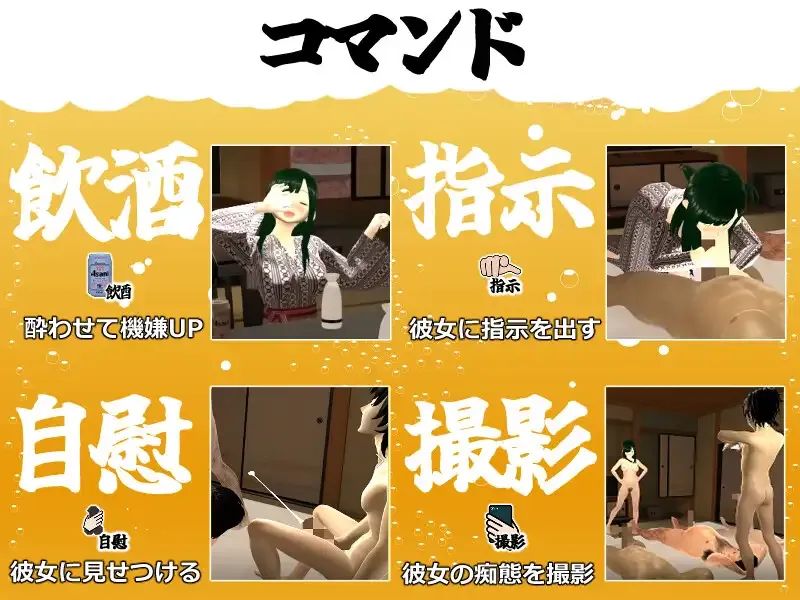 コマンド
飲酒
Asahi
飲酒
酔わせて機嫌UP
指示
指示
彼女に指示を出す
自慰
自慰
彼女に見せつける
撮影
撮影
彼女の痴態を撮影